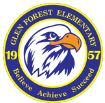 GLEN FOREST ELEMENTARY
19 57
Believe Achieve Succeed